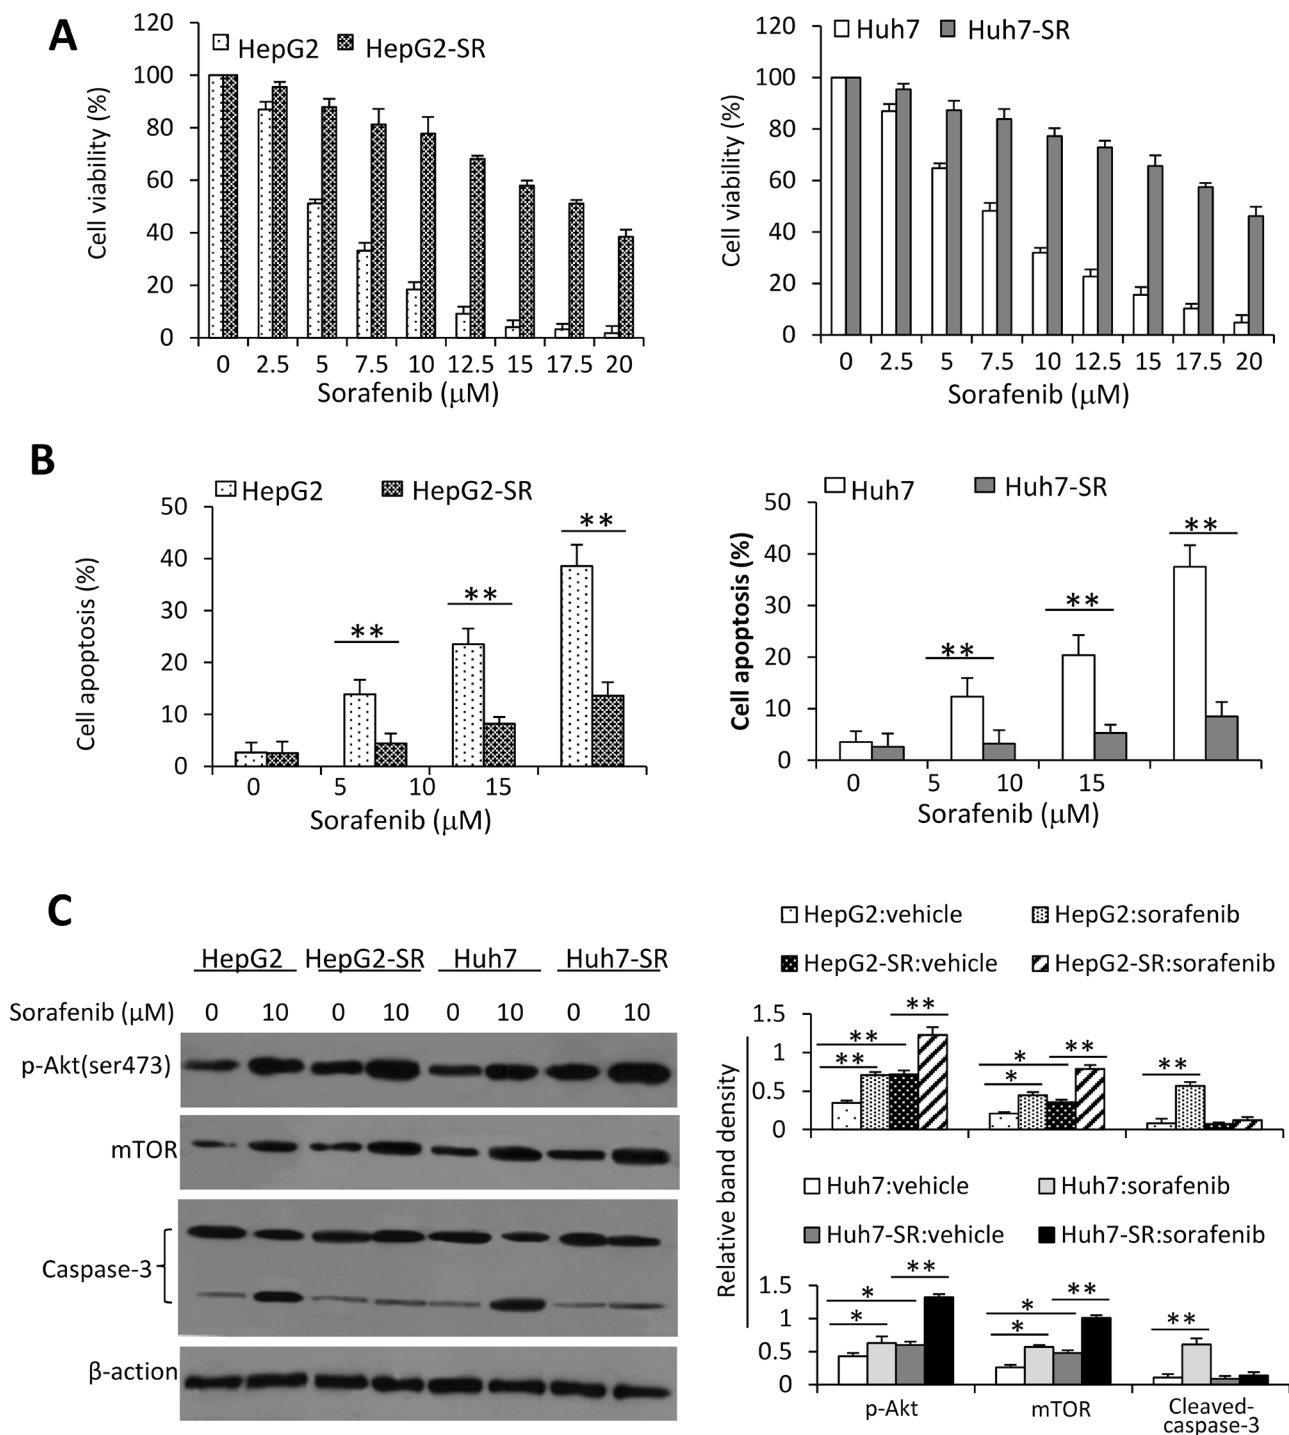 A
HepG2 HepG2-SR
Cell viability (%)
120
100
80
60
40
20
0
0 2.5 5 7.5 10 12.5 15 17.5 20
Sorafenib (μM)
Huh7 Huh7-SR
Cell viability (%)
120
100
80
60
40
20
0
0 2.5 5 7.5 10 12.5 15 17.5 20
Sorafenib (μM)
B
HepG2 HepG2-SR
Cell apoptosis (%)
50
40
30
20
10
0
** ** **
0 5 10 15
Sorafenib (μM)
Huh7 Huh7-SR
Cell apoptosis (%)
50
40
30
20
10
0
** ** **
0 5 10 15
Sorafenib (μM)
C
HepG2 HepG2-SR Huh7 Huh7-SR
Sorafenib (μM) 0 10 0 10 0 10 0 10
p-Akt(ser473)
mTOR
Caspase-3
β-action
HepG2:vehicle HepG2:sorafenib
HepG2-SR:vehicle HepG2-SR:sorafenib
Relative band density
1.5
1
0.5
0
** ** ** * * ** **
Huh7:vehicle Huh7:sorafenib
Huh7-SR:vehicle Huh7-SR:sorafenib
1.5
1
0.5
0
* * ** * * ** **
p-Akt mTOR Cleaved-
caspase-3